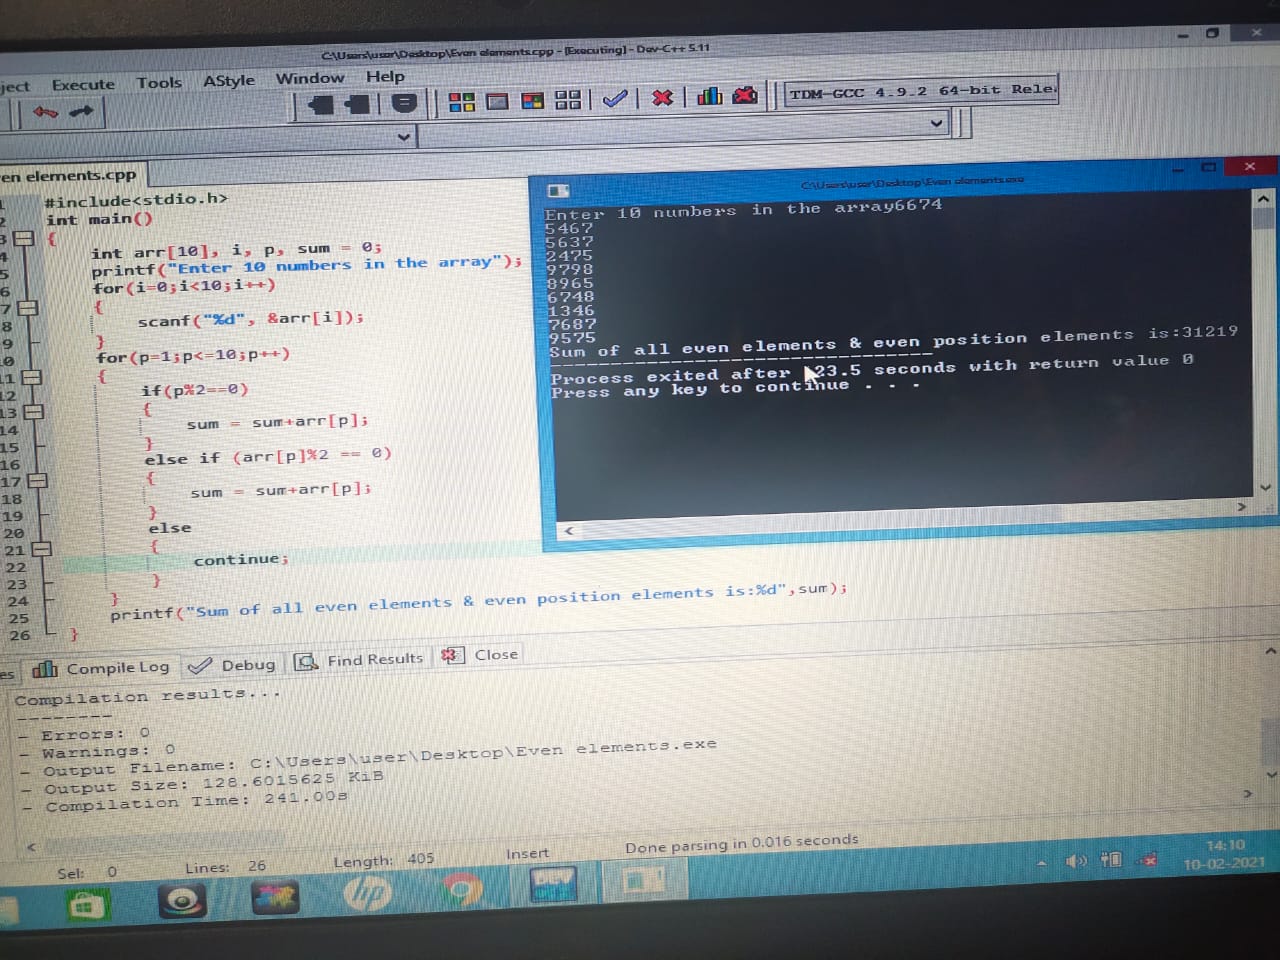 C:\Users\user\Desktop\Even elements.cpp - [Executing] - Dev-C++ 5.11
ject Execute Tools AStyle Window Help
TDM-GCC 4.9.2 64-bit Relea
en elements.cpp
1 #include<stdio.h>
2 int main()
3 {
4 int arr[10], i, p, sum = 0;
5 printf("Enter 10 numbers in the array");
6 for(i=0;i<10;i++)
7 {
8 scanf("%d", &arr[i]);
9 }
0 for(p=1;p<=10;p++)
11 {
12 if(p%2==0)
13 {
14 sum = sum+arr[p];
15 }
16 else if (arr[p]%2 == 0)
17 {
18 sum = sum+arr[p];
19 }
20 else
21 {
22 continue;
23 }
24 }
25 printf("Sum of all even elements & even position elements is:%d",sum);
26 }
C:\Users\user\Desktop\Even elements.exe
Enter 10 numbers in the array6674
5467
5637
2475
9798
8965
6748
1346
7687
9575
Sum of all even elements & even position elements is:31219
--------------------------------
Process exited after 23.5 seconds with return value 0
Press any key to continue . . .
es Compile Log Debug Find Results Close
Compilation results...
--------
- Errors: 0
- Warnings: 0
- Output Filename: C:\Users\user\Desktop\Even elements.exe
- Output Size: 128.6015625 KiB
- Compilation Time: 241.00s
Sel: 0 Lines: 26 Length: 405 Insert Done parsing in 0.016 seconds
hp
DEV
14:10
10-02-2021